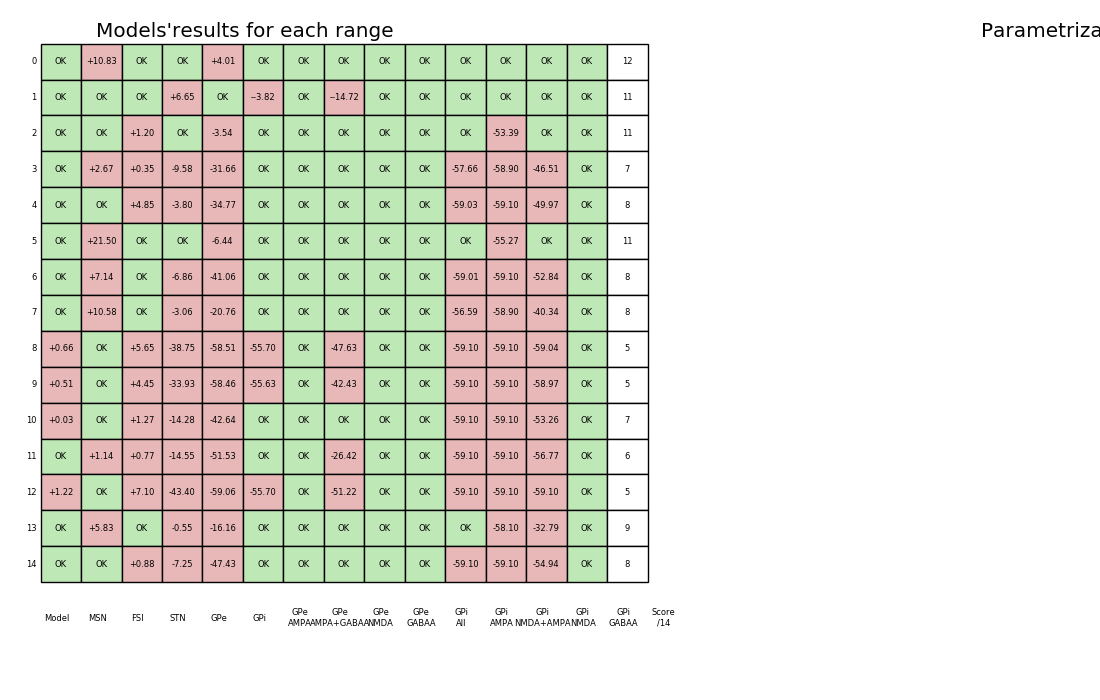 Models'results for each range
Parametriza
0 OK +10.83 OK OK +4.01 OK OK OK OK OK OK OK OK OK 12
1 OK OK OK +6.65 OK −3.82 OK −14.72 OK OK OK OK OK OK 11
2 OK OK +1.20 OK -3.54 OK OK OK OK OK OK -53.39 OK OK 11
3 OK +2.67 +0.35 -9.58 -31.66 OK OK OK OK OK -57.66 -58.90 -46.51 OK 7
4 OK OK +4.85 -3.80 -34.77 OK OK OK OK OK -59.03 -59.10 -49.97 OK 8
5 OK +21.50 OK OK -6.44 OK OK OK OK OK OK -55.27 OK OK 11
6 OK +7.14 OK -6.86 -41.06 OK OK OK OK OK -59.01 -59.10 -52.84 OK 8
7 OK +10.58 OK -3.06 -20.76 OK OK OK OK OK -56.59 -58.90 -40.34 OK 8
8 +0.66 OK +5.65 -38.75 -58.51 -55.70 OK -47.63 OK OK -59.10 -59.10 -59.04 OK 5
9 +0.51 OK +4.45 -33.93 -58.46 -55.63 OK -42.43 OK OK -59.10 -59.10 -58.97 OK 5
10 +0.03 OK +1.27 -14.28 -42.64 OK OK OK OK OK -59.10 -59.10 -53.26 OK 7
11 OK +1.14 +0.77 -14.55 -51.53 OK OK -26.42 OK OK -59.10 -59.10 -56.77 OK 6
12 +1.22 OK +7.10 -43.40 -59.06 -55.70 OK -51.22 OK OK -59.10 -59.10 -59.10 OK 5
13 OK +5.83 OK -0.55 -16.16 OK OK OK OK OK OK -58.10 -32.79 OK 9
14 OK OK +0.88 -7.25 -47.43 OK OK OK OK OK -59.10 -59.10 -54.94 OK 8
Model MSN FSI STN GPe GPi GPe AMPA GPe AMPA+GABAA GPe NMDA GPe GABAA GPi All GPi AMPA GPi NMDA+AMPA GPi NMDA GPi GABAA Score /14